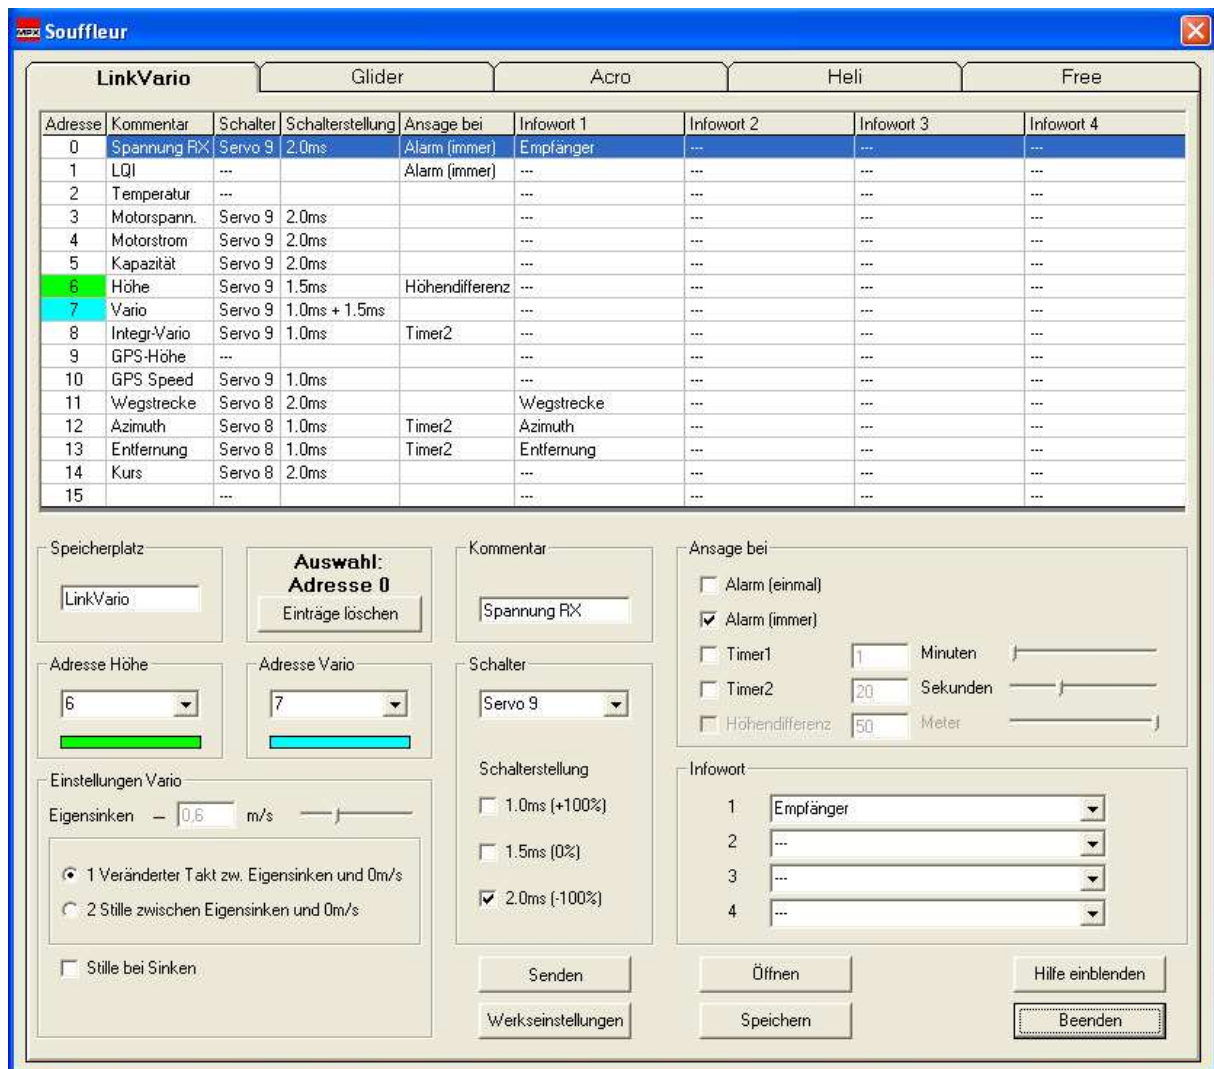 MPX Souffleur
LinkVario Glider Acro Heli Free
Adresse Kommentar Schalter Schalterstellung Ansage bei Infowort 1 Infowort 2 Infowort 3 Infowort 4
0 Spannung RX Servo 9 2.0ms Alarm (immer) Empfänger --- --- ---
1 LQI --- Alarm (immer) --- --- --- ---
2 Temperatur --- --- --- --- ---
3 Motorspann. Servo 9 2.0ms --- --- --- ---
4 Motorstrom Servo 9 2.0ms --- --- --- ---
5 Kapazität Servo 9 2.0ms --- --- --- ---
6 Höhe Servo 9 1.5ms Höhendifferenz --- --- --- ---
7 Vario Servo 9 1.0ms + 1.5ms --- --- --- ---
8 Integr-Vario Servo 9 1.0ms Timer2 --- --- --- ---
9 GPS-Höhe --- --- --- --- ---
10 GPS Speed Servo 9 1.0ms --- --- --- ---
11 Wegstrecke Servo 8 2.0ms Wegstrecke --- --- ---
12 Azimuth Servo 8 1.0ms Timer2 Azimuth --- --- ---
13 Entfernung Servo 8 1.0ms Timer2 Entfernung --- --- ---
14 Kurs Servo 8 2.0ms --- --- --- ---
15 --- --- --- --- ---
Speicherplatz
LinkVario
Auswahl:
Adresse 0
Einträge löschen
Kommentar
Spannung RX
Ansage bei
Alarm (einmal)
Alarm (immer)
Timer1 1 Minuten
Timer2 20 Sekunden
Höhendifferenz 50 Meter
Adresse Höhe
6
Adresse Vario
7
Schalter
Servo 9
Schalterstellung
1.0ms (+100%)
1.5ms (0%)
2.0ms (-100%)
Infowort
1 Empfänger
2 ---
3 ---
4 ---
Einstellungen Vario
Eigensinken – 0,6 m/s
1 Veränderter Takt zw. Eigensinken und 0m/s
2 Stille zwischen Eigensinken und 0m/s
Stille bei Sinken
Senden Öffnen Hilfe einblenden
Werkseinstellungen Speichern Beenden